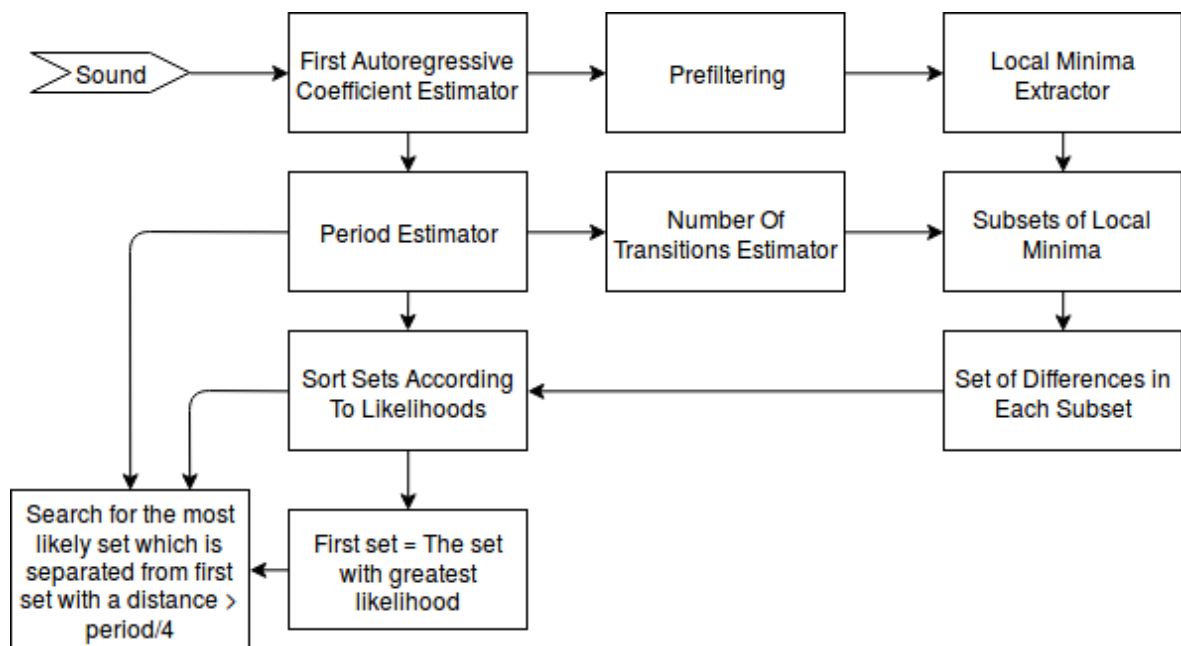 Sound
First Autoregressive
Coefficient Estimator
Prefiltering
Local Minima
Extractor
Period Estimator
Number Of
Transitions Estimator
Subsets of Local
Minima
Sort Sets According
To Likelihoods
Set of Differences in
Each Subset
Search for the most
likely set which is
separated from first
set with a distance >
period/4
First set = The set
with greatest
likelihood